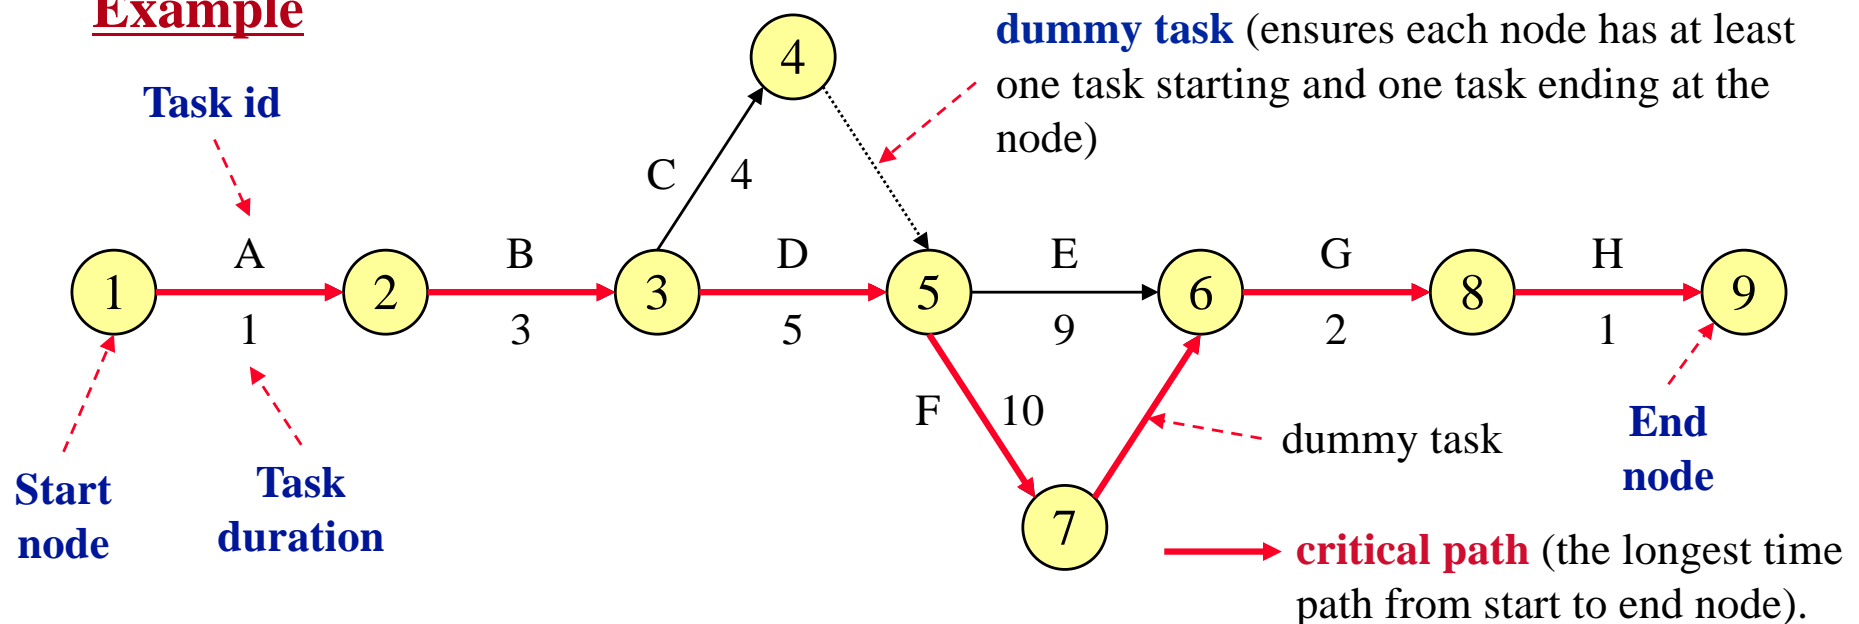 Example
dummy task (ensures each node has at least
one task starting and one task ending at the
node)
Task id
4
C
4
A
B
D
E
G
H
1
2
3
5
6
8
9
1
3
5
9
2
1
F
10
dummy task
End
node
Start
node
Task
duration
7
critical path (the longest time
path from start to end node).